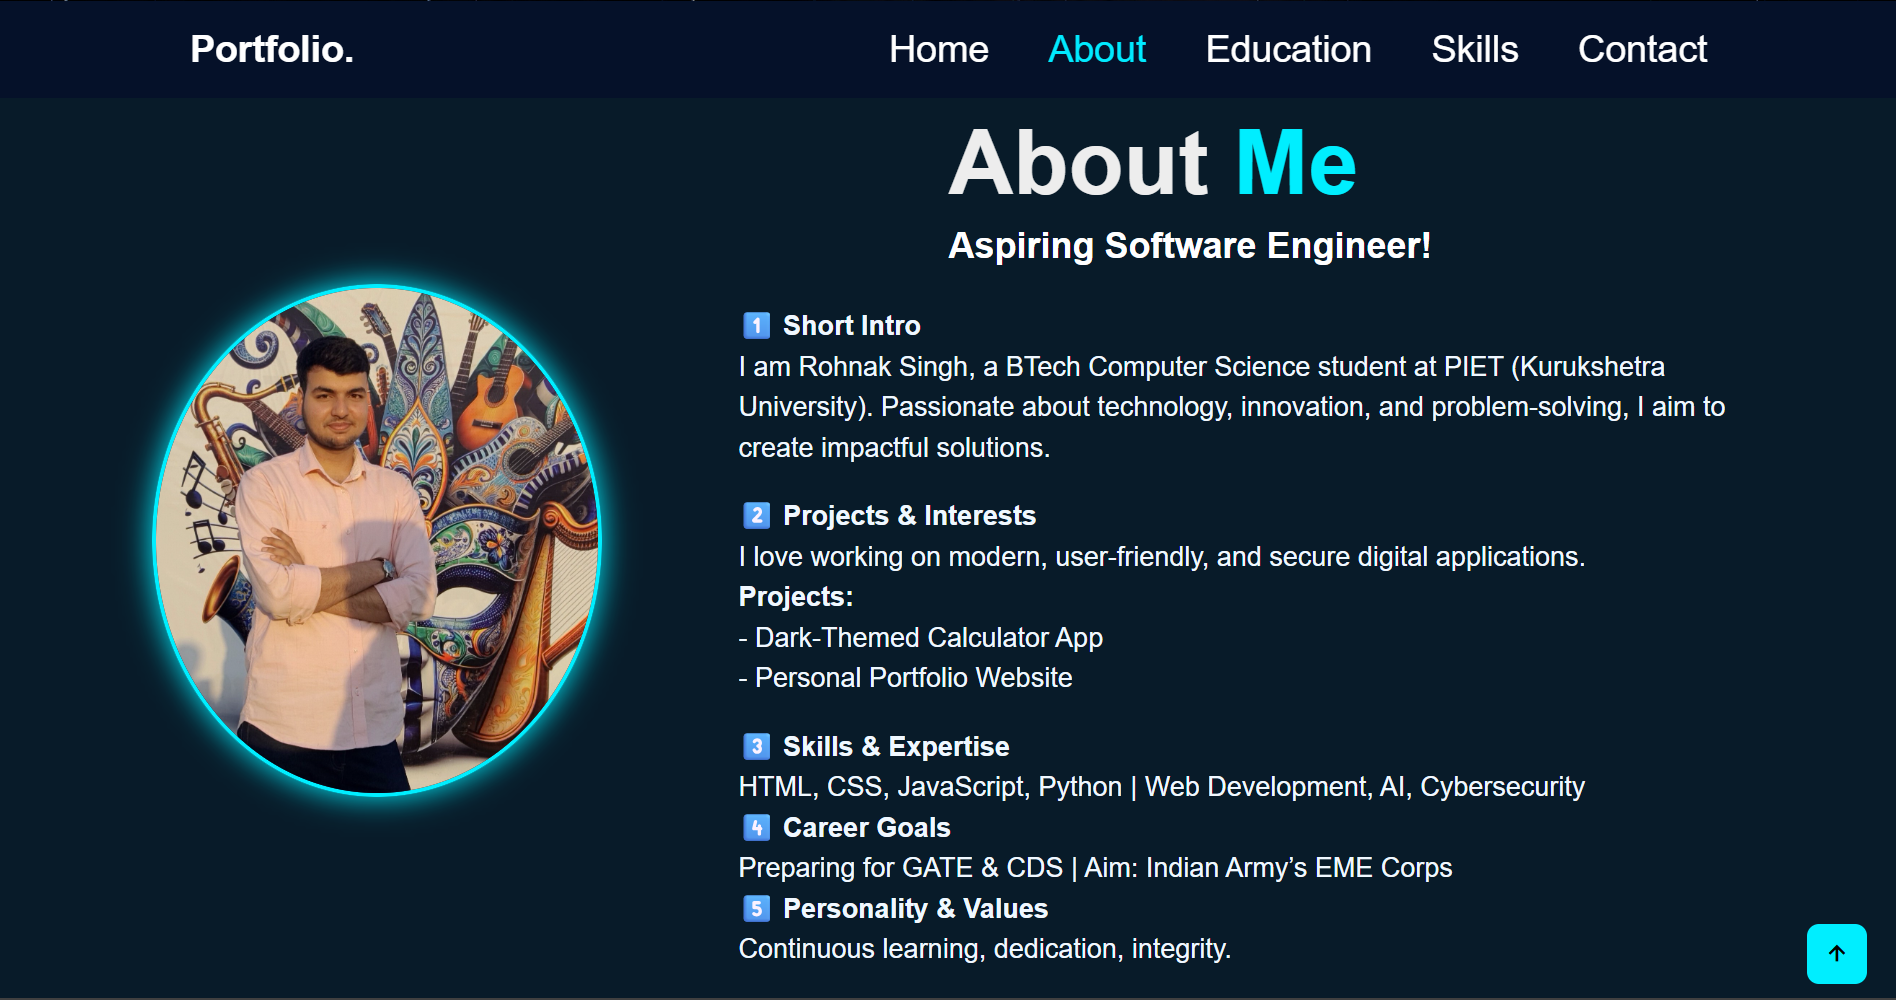 Portfolio.
Home About Education Skills Contact
About Me
Aspiring Software Engineer!
1️⃣ Short Intro
I am Rohnak Singh, a BTech Computer Science student at PIET (Kurukshetra
University). Passionate about technology, innovation, and problem-solving, I aim to
create impactful solutions.
2️⃣ Projects & Interests
I love working on modern, user-friendly, and secure digital applications.
Projects:
- Dark-Themed Calculator App
- Personal Portfolio Website
3️⃣ Skills & Expertise
HTML, CSS, JavaScript, Python | Web Development, AI, Cybersecurity
4️⃣ Career Goals
Preparing for GATE & CDS | Aim: Indian Army’s EME Corps
5️⃣ Personality & Values
Continuous learning, dedication, integrity.